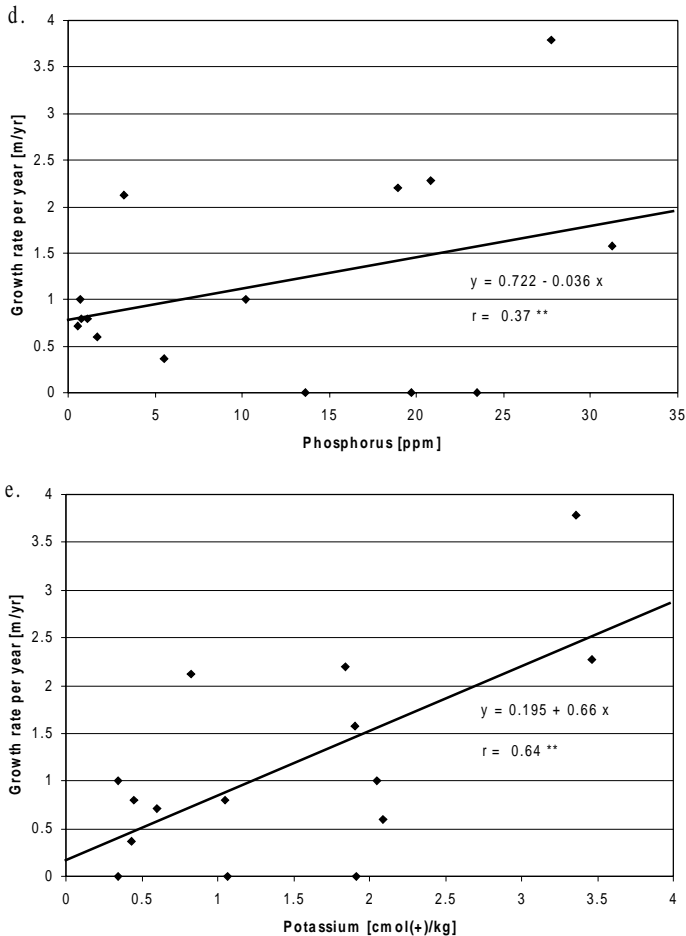 d.
4
3.5
3
2.5
2
1.5
1
0.5
0
Growth rate per year [m/yr]
y = 0.722 - 0.036 x
r = 0.37 **
0 5 10 15 20 25 30 35
Phosphorus [ppm]
e.
4
3.5
3
2.5
2
1.5
1
0.5
0
Growth rate per year [m/yr]
y = 0.195 + 0.66 x
r = 0.64 **
0 0.5 1 1.5 2 2.5 3 3.5 4
Potassium [cmol(+)/kg]